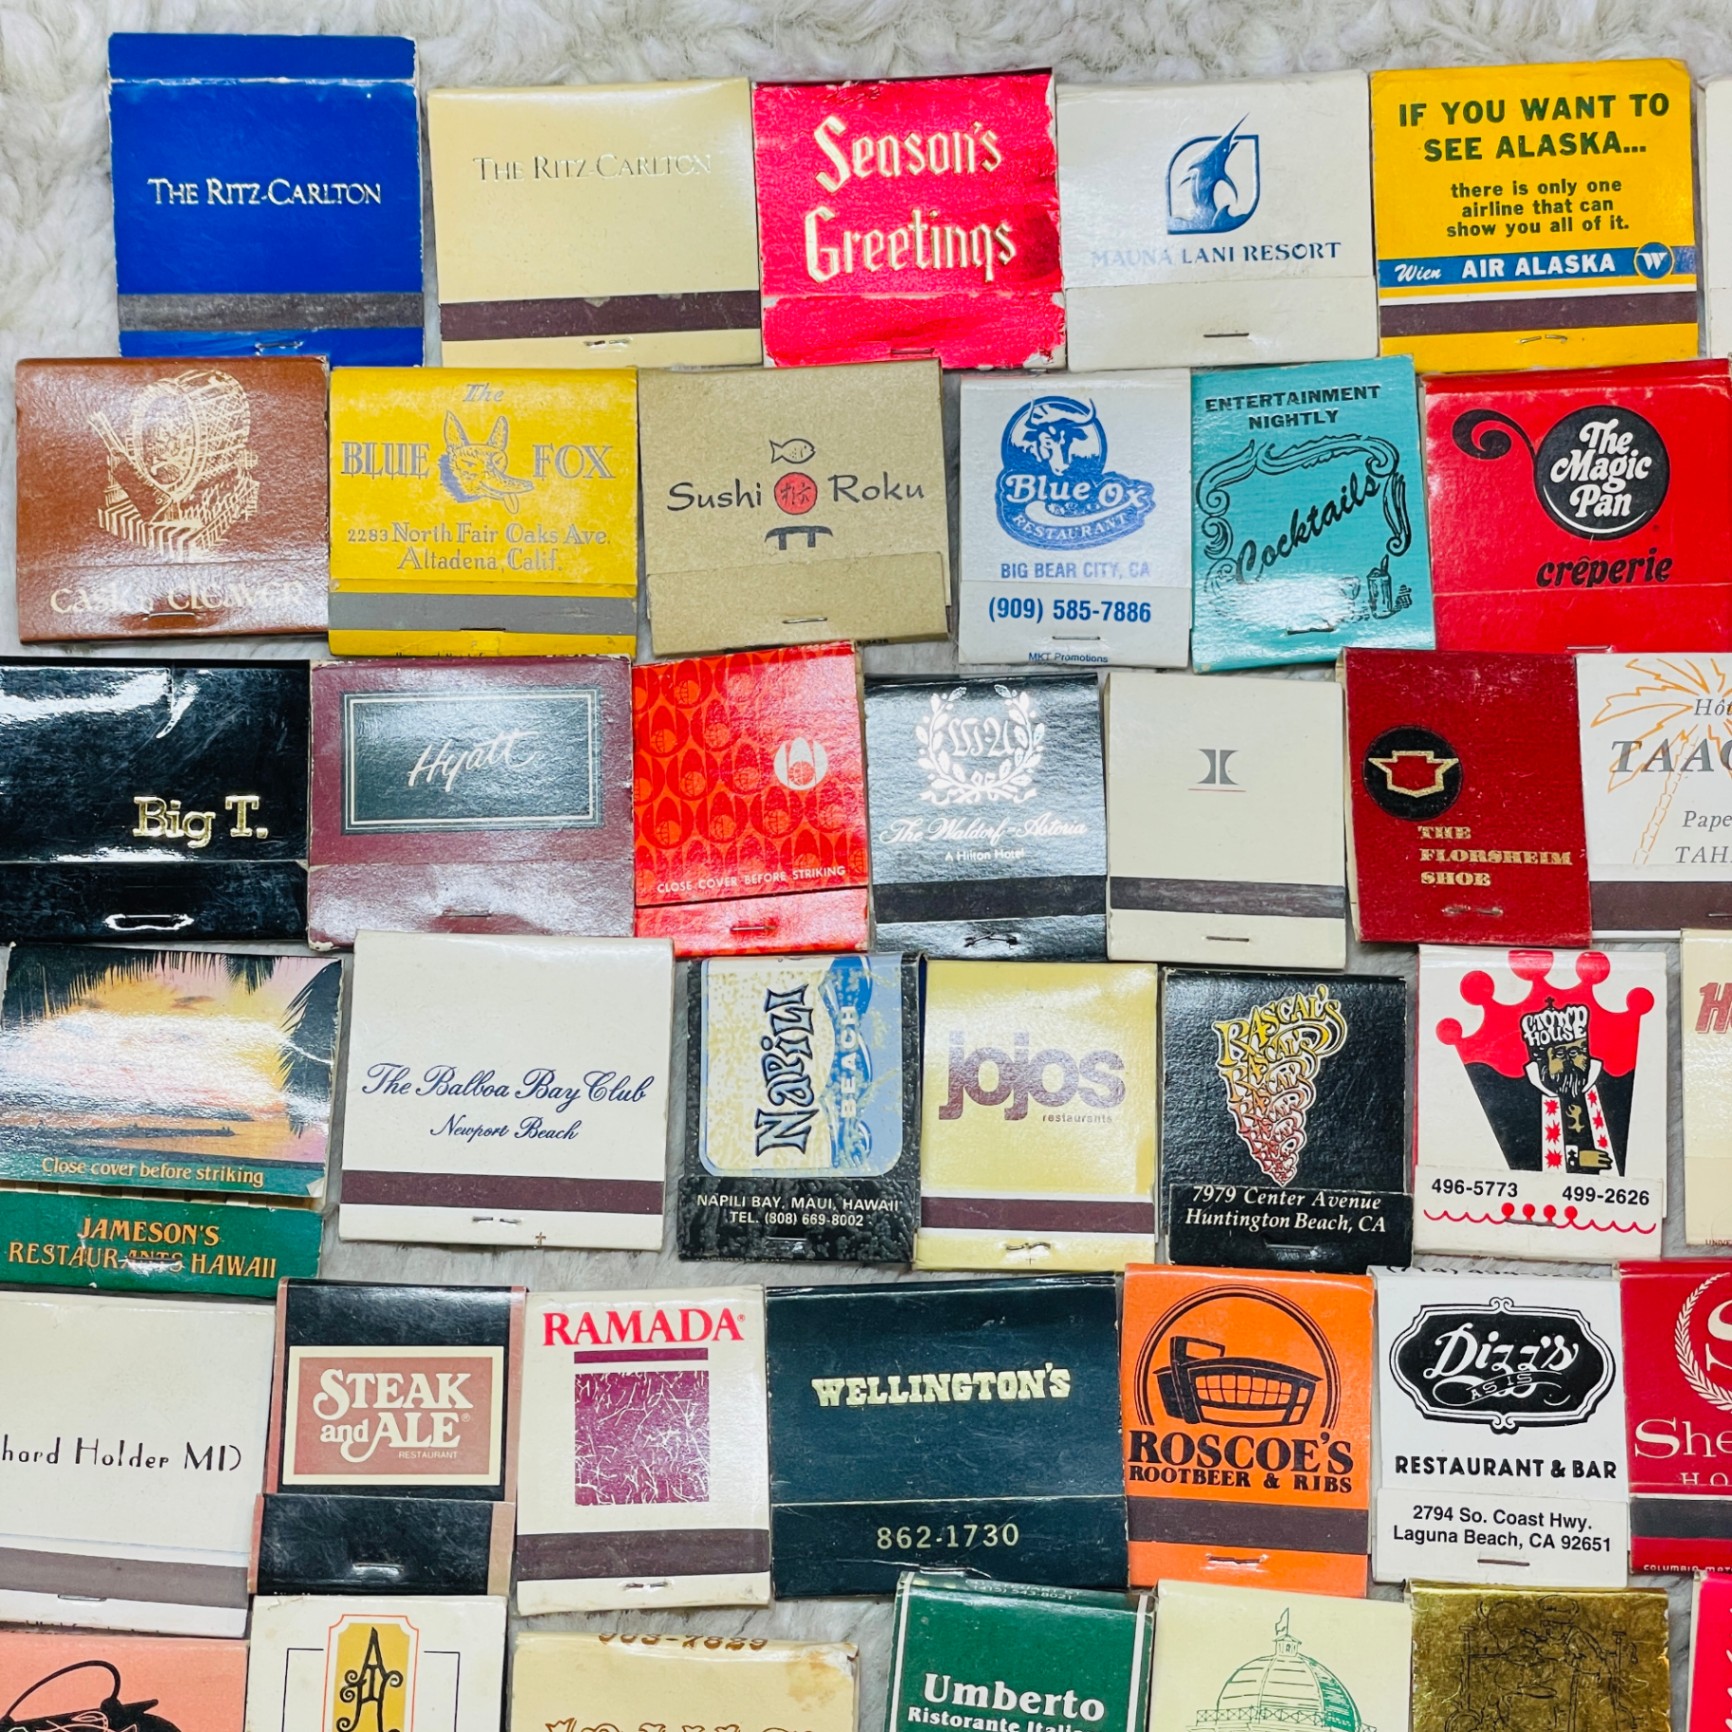 THE RITZ-CARLTON
THE RITZ-CARLTON
Season's
Greetings
MAUNA LANI RESORT
IF YOU WANT TO
SEE ALASKA...
there is only one
airline that can
show you all of it.
Wien AIR ALASKA W
The
BLUE FOX
2283 North Fair Oaks Ave.
Altadena, Calif.
Sushi Roku
Blue Ox
RESTAURANT
BIG BEAR CITY, CA
(909) 585-7886
MKT Promotions
ENTERTAINMENT
NIGHTLY
Cocktails
The
Magic
Pan
crêperie
Big T.
Hyatt
CLOSE COVER BEFORE STRIKING
The Waldorf-Astoria
A Hilton Hotel
THE
FLORSHEIM
SHOE
Close cover before striking
JAMESON'S
RESTAURANTS HAWAII
The Balboa Bay Club
Newport Beach
NAPILI
BEACH
NAPILI BAY, MAUI, HAWAII
TEL. (808) 669-8002
jojos
restaurants
RASCAL'S
7979 Center Avenue
Huntington Beach, CA
CROWN
HOUSE
496-5773 499-2626
Holder MD
STEAK
and ALE
RESTAURANT
RAMADA
WELLINGTON'S
862-1730
ROSCOE'S
ROOTBEER & RIBS
Dizz's
AS IS
RESTAURANT & BAR
2794 So. Coast Hwy.
Laguna Beach, CA 92651
Umberto
Ristorante